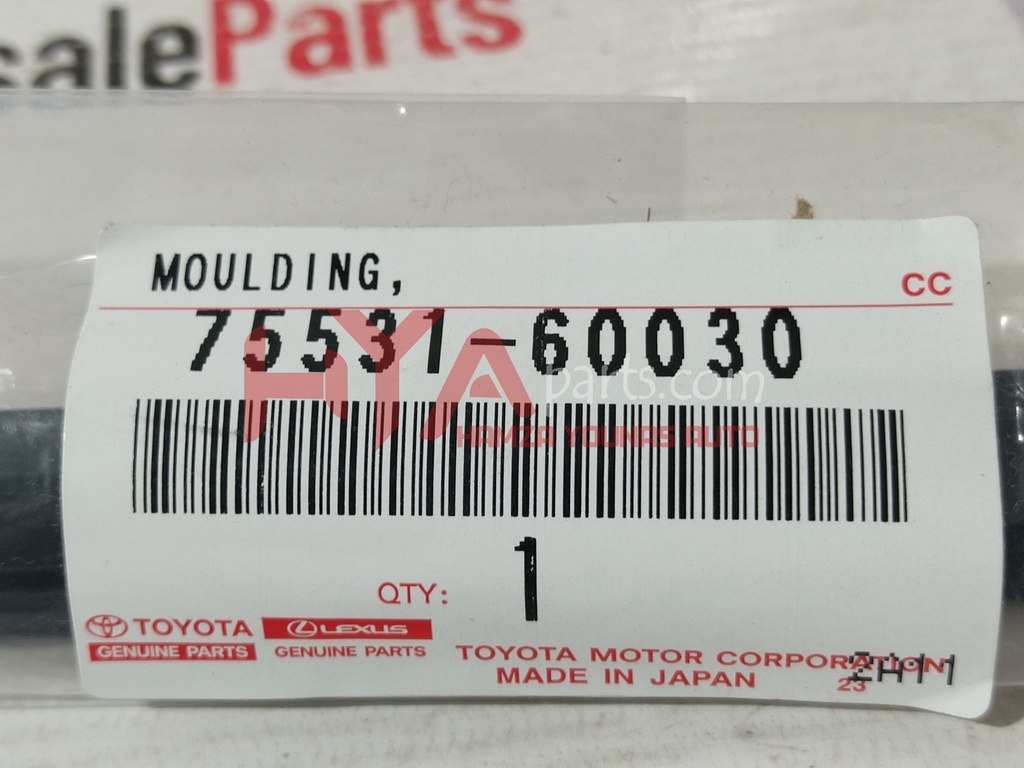 saleParts
MOULDING,
CC
75531-60030
HYA parts.com
HAMZA YOUNAS AUTO
QTY: 1
TOYOTA
GENUINE PARTS
LEXUS
GENUINE PARTS
TOYOTA MOTOR CORPORATION
MADE IN JAPAN
23
2H11